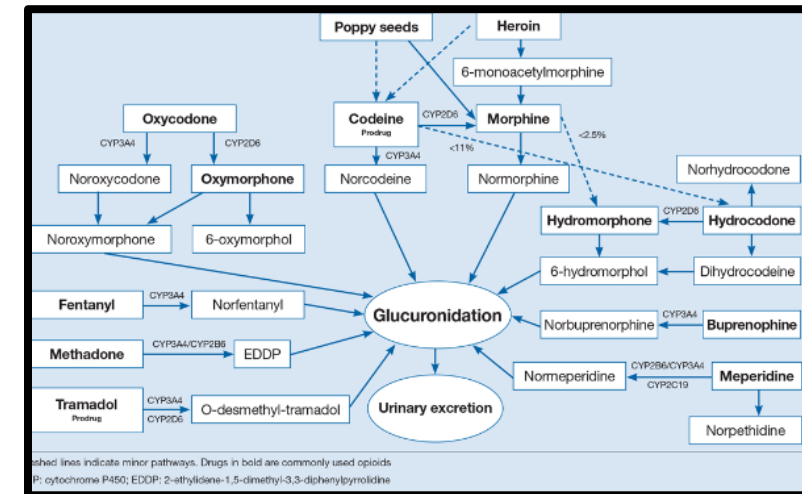 Poppy seeds
Heroin
6-monoacetylmorphine
Oxycodone
Codeine
Prodrug
CYP2D6
Morphine
<2.5%
CYP3A4
CYP2D6
<11%
CYP3A4
Norhydrocodone
Noroxycodone
Oxymorphone
Norcodeine
Normorphine
Hydromorphone
CYP2D6
Hydrocodone
Noroxymorphone
6-oxymorphol
6-hydromorphol
Dihydrocodeine
Fentanyl
CYP3A4
Norfentanyl
Glucuronidation
Norbuprenorphine
CYP3A4
Buprenophine
Methadone
CYP3A4/CYP2B6
EDDP
Normeperidine
CYP2B6/CYP3A4
CYP2C19
Meperidine
Tramadol
Prodrug
CYP3A4
CYP2D6
O-desmethyl-tramadol
Urinary excretion
Norpethidine
ashed lines indicate minor pathways. Drugs in bold are commonly used opioids
P: cytochrome P450; EDDP: 2-ethylidene-1,5-dimethyl-3,3-diphenylpyrrolidine